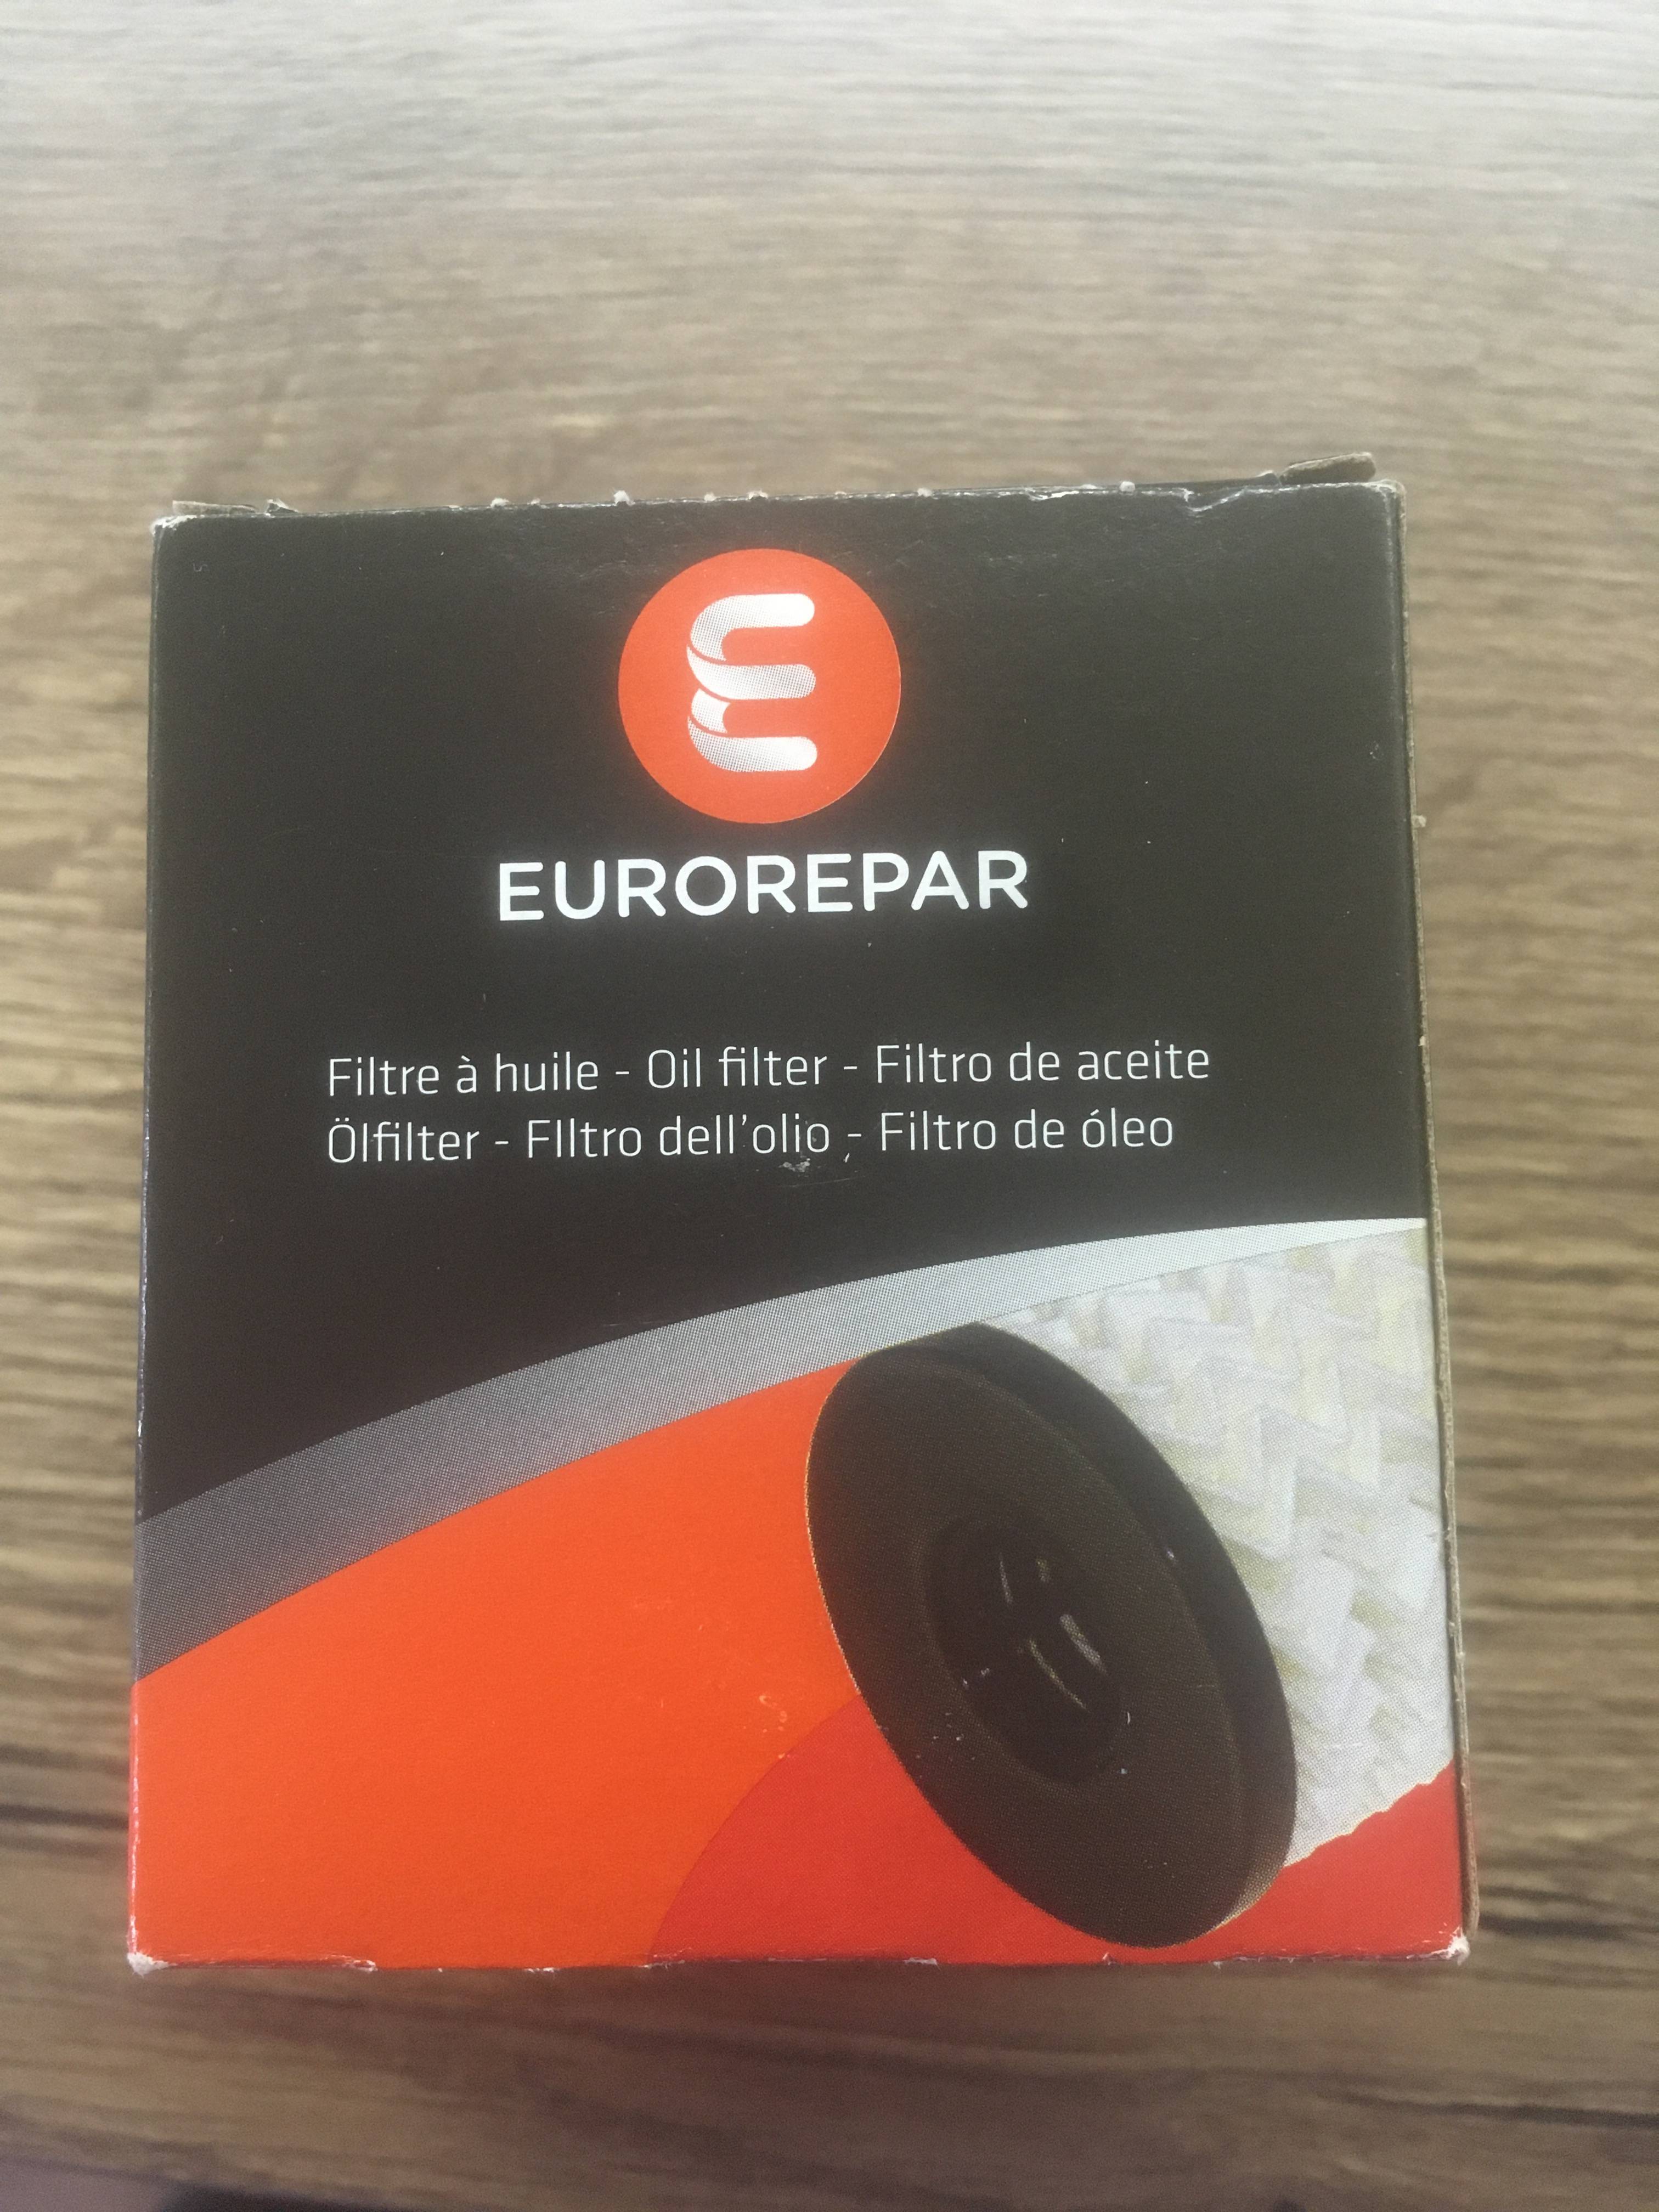 EUROREPAR
Filtre à huile - Oil filter - Filtro de aceite
Ölfilter - FIltro dell'olio - Filtro de óleo